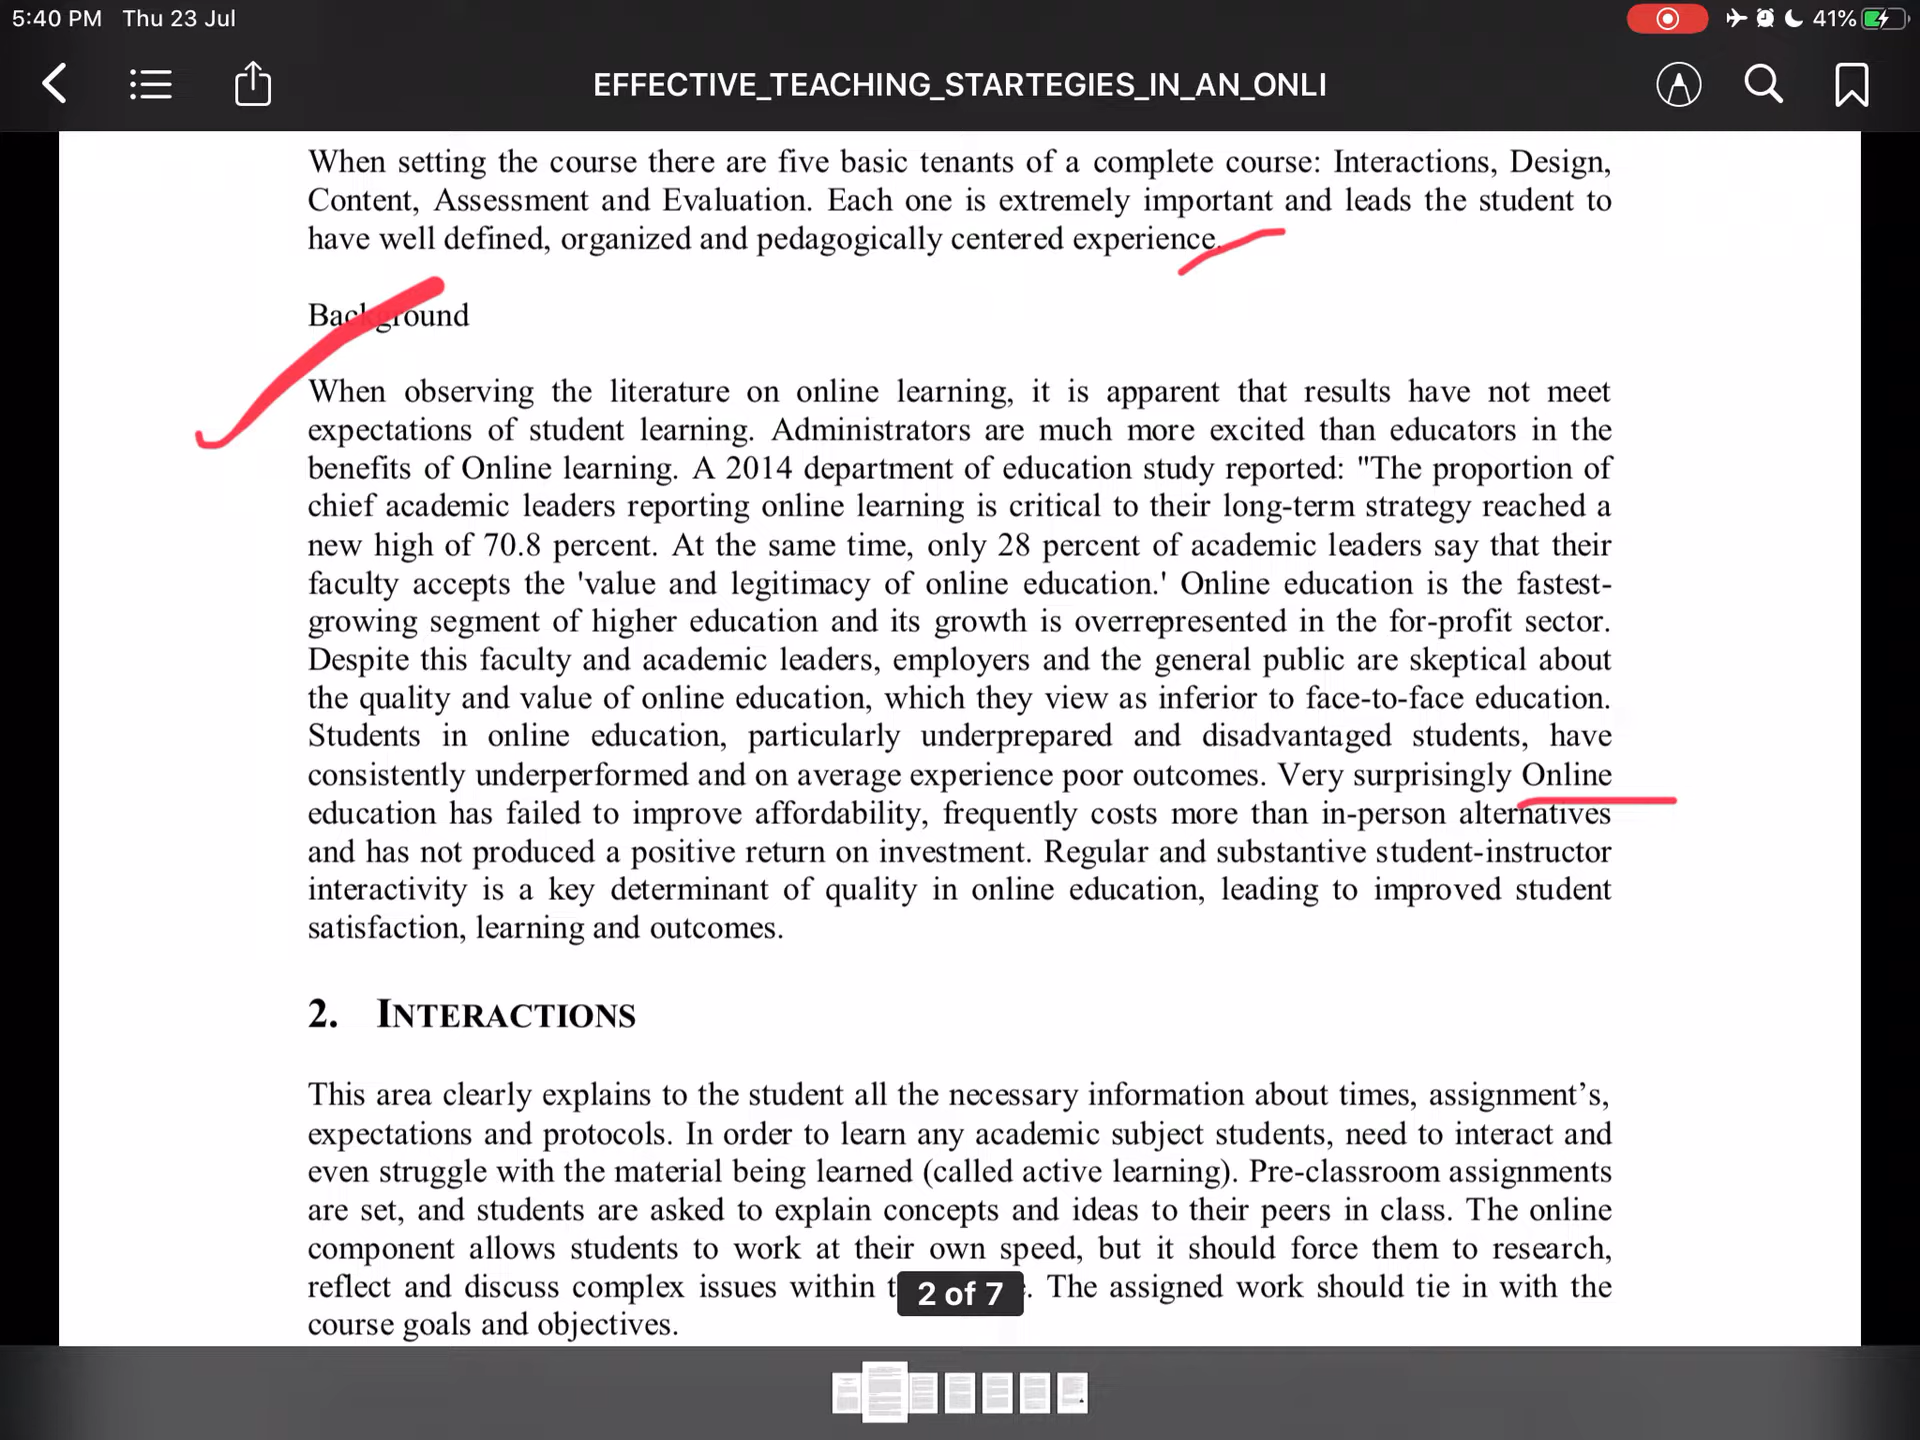 5:40 PM Thu 23 Jul
41%
EFFECTIVE_TEACHING_STARTEGIES_IN_AN_ONLI
When setting the course there are five basic tenants of a complete course: Interactions, Design,
Content, Assessment and Evaluation. Each one is extremely important and leads the student to
have well defined, organized and pedagogically centered experience.
Background
When observing the literature on online learning, it is apparent that results have not meet
expectations of student learning. Administrators are much more excited than educators in the
benefits of Online learning. A 2014 department of education study reported: "The proportion of
chief academic leaders reporting online learning is critical to their long-term strategy reached a
new high of 70.8 percent. At the same time, only 28 percent of academic leaders say that their
faculty accepts the 'value and legitimacy of online education.' Online education is the fastest-
growing segment of higher education and its growth is overrepresented in the for-profit sector.
Despite this faculty and academic leaders, employers and the general public are skeptical about
the quality and value of online education, which they view as inferior to face-to-face education.
Students in online education, particularly underprepared and disadvantaged students, have
consistently underperformed and on average experience poor outcomes. Very surprisingly Online
education has failed to improve affordability, frequently costs more than in-person alternatives
and has not produced a positive return on investment. Regular and substantive student-instructor
interactivity is a key determinant of quality in online education, leading to improved student
satisfaction, learning and outcomes.
2. INTERACTIONS
This area clearly explains to the student all the necessary information about times, assignment’s,
expectations and protocols. In order to learn any academic subject students, need to interact and
even struggle with the material being learned (called active learning). Pre-classroom assignments
are set, and students are asked to explain concepts and ideas to their peers in class. The online
component allows students to work at their own speed, but it should force them to research,
reflect and discuss complex issues within t . The assigned work should tie in with the
2 of 7
course goals and objectives.